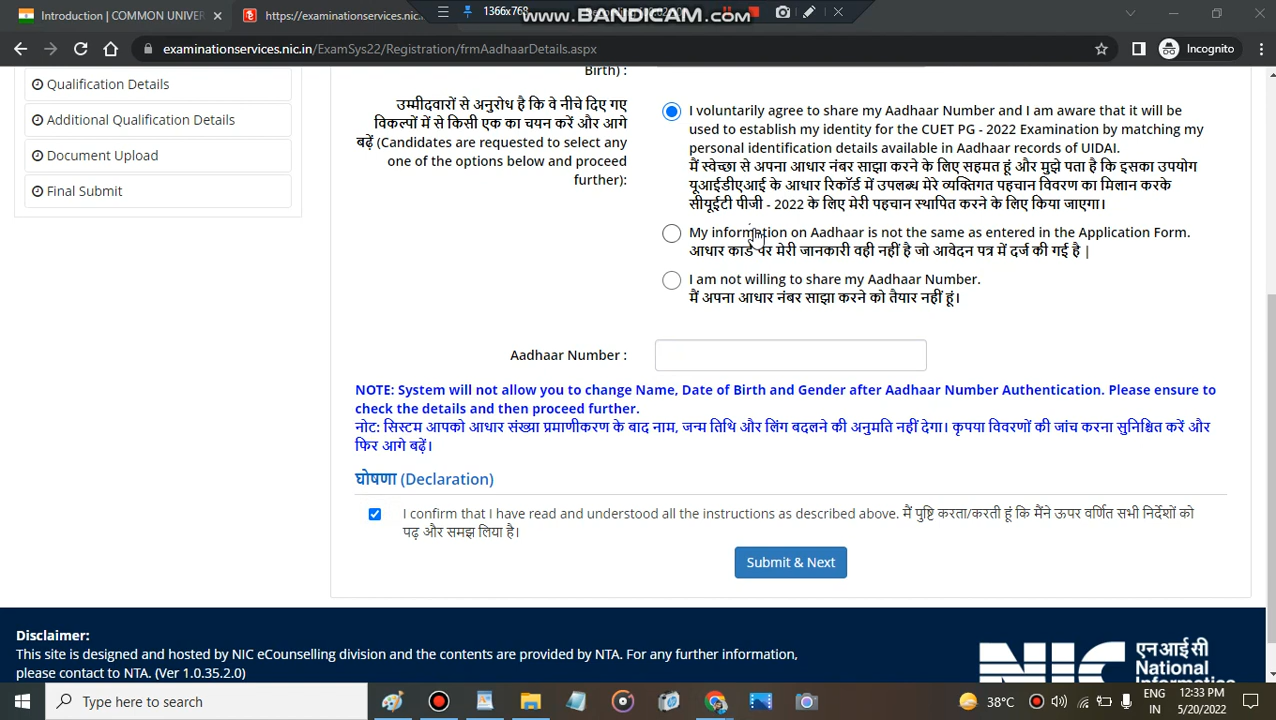 Introduction | COMMON UNIVER
https://examinationservices.nic.
1366x768
www.BANDICAM.com
examinationservices.nic.in/ExamSys22/Registration/frmAadhaarDetails.aspx
Incognito
Qualification Details
Additional Qualification Details
Document Upload
Final Submit
Birth) :
उम्मीदवारों से अनुरोध है कि वे नीचे दिए गए
विकल्पों में से किसी एक का चयन करें और आगे
बढ़ें (Candidates are requested to select any
one of the options below and proceed
further):
I voluntarily agree to share my Aadhaar Number and I am aware that it will be
used to establish my identity for the CUET PG - 2022 Examination by matching my
personal identification details available in Aadhaar records of UIDAI.
मैं स्वेच्छा से अपना आधार नंबर साझा करने के लिए सहमत हूं और मुझे पता है कि इसका उपयोग
यूआईडीएआई के आधार रिकॉर्ड में उपलब्ध मेरे व्यक्तिगत पहचान विवरण का मिलान करके
सीयूईटी पीजी - 2022 के लिए मेरी पहचान स्थापित करने के लिए किया जाएगा।
My information on Aadhaar is not the same as entered in the Application Form.
आधार कार्ड पर मेरी जानकारी वही नहीं है जो आवेदन पत्र में दर्ज की गई है |
I am not willing to share my Aadhaar Number.
मैं अपना आधार नंबर साझा करने को तैयार नहीं हूं।
Aadhaar Number :
NOTE: System will not allow you to change Name, Date of Birth and Gender after Aadhaar Number Authentication. Please ensure to
check the details and then proceed further.
नोट: सिस्टम आपको आधार संख्या प्रमाणीकरण के बाद नाम, जन्म तिथि और लिंग बदलने की अनुमति नहीं देगा। कृपया विवरणों की जांच करना सुनिश्चित करें और
फिर आगे बढ़ें।
घोषणा (Declaration)
I confirm that I have read and understood all the instructions as described above. मैं पुष्टि करता/करती हूं कि मैंने ऊपर वर्णित सभी निर्देशों को
पढ़ और समझ लिया है।
Submit & Next
Disclaimer:
This site is designed and hosted by NIC eCounselling division and the contents are provided by NTA. For any further information,
please contact to NTA. (Ver 1.0.35.2.0)
NIC
एनआईसी
National
Informatics
Type here to search
38°C
ENG
IN
12:33 PM
5/20/2022